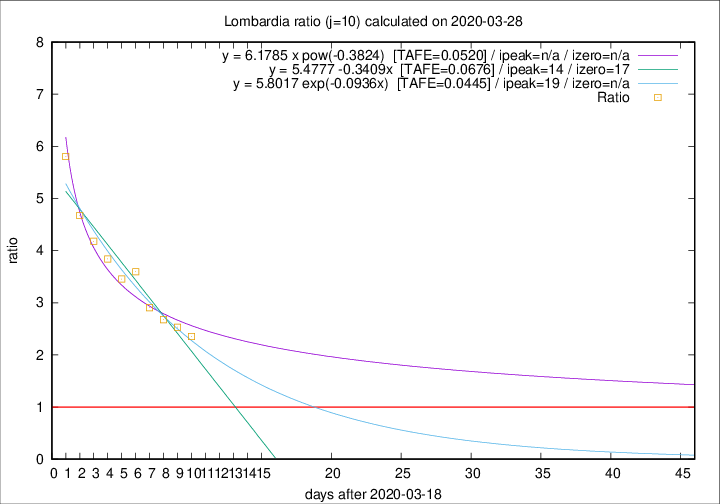 Lombardia ratio (j=10) calculated on 2020-03-28
y = 6.1785 x pow(-0.3824) [TAFE=0.0520] / ipeak=n/a / izero=n/a
y = 5.4777 -0.3409x [TAFE=0.0676] / ipeak=14 / izero=17
y = 5.8017 exp(-0.0936x) [TAFE=0.0445] / ipeak=19 / izero=n/a
Ratio
8
7
6
5
4
3
2
1
0
ratio
0 1 2 3 4 5 6 7 8 9 10 11 12 13 14 15 20 25 30 35 40 45
days after 2020-03-18